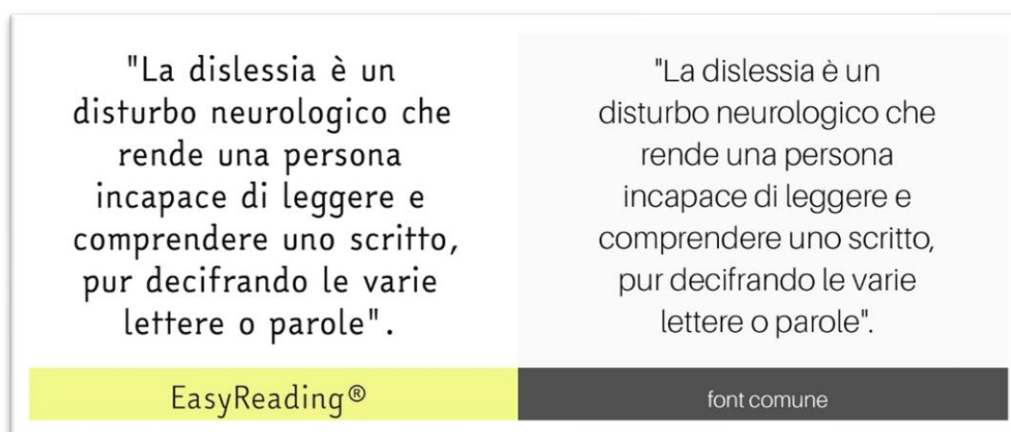 "La dislessia è un
disturbo neurologico che
rende una persona
incapace di leggere e
comprendere uno scritto,
pur decifrando le varie
lettere o parole".
EasyReading®
"La dislessia è un
disturbo neurologico che
rende una persona
incapace di leggere e
comprendere uno scritto,
pur decifrando le varie
lettere o parole".
font comune